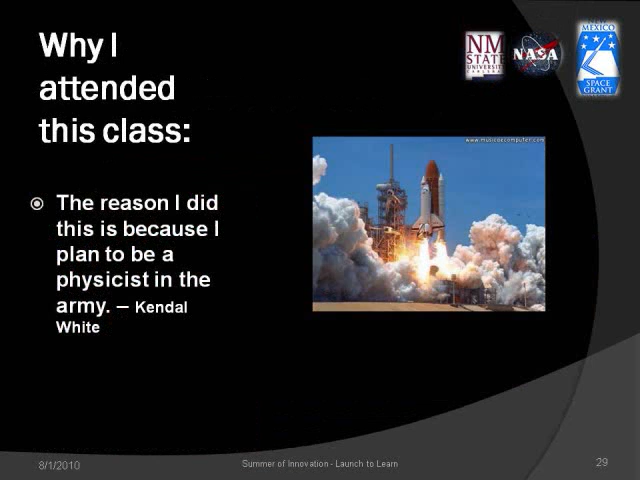 Why I
attended
this class:
NM
STATE
UNIVERSITY
NASA
NEW MEXICO
SPACE
GRANT
www.musicoecomputer.com
The reason I did
this is because I
plan to be a
physicist in the
army. – Kendal
White
8/1/2010
Summer of Innovation - Launch to Learn
29